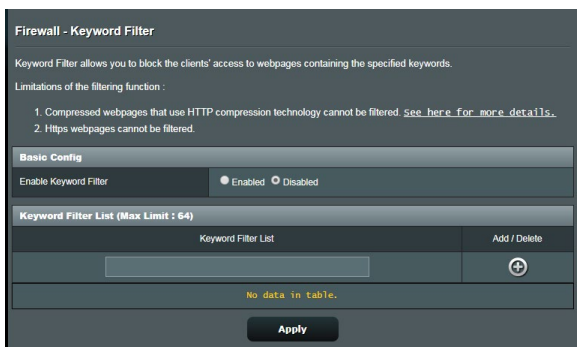 Firewall - Keyword Filter
Keyword Filter allows you to block the clients' access to webpages containing the specified keywords.
Limitations of the filtering function :
1. Compressed webpages that use HTTP compression technology cannot be filtered. See here for more details.
2. Https webpages cannot be filtered.
Basic Config
Enable Keyword Filter Enabled Disabled
Keyword Filter List (Max Limit : 64)
Keyword Filter List Add / Delete
No data in table.
Apply